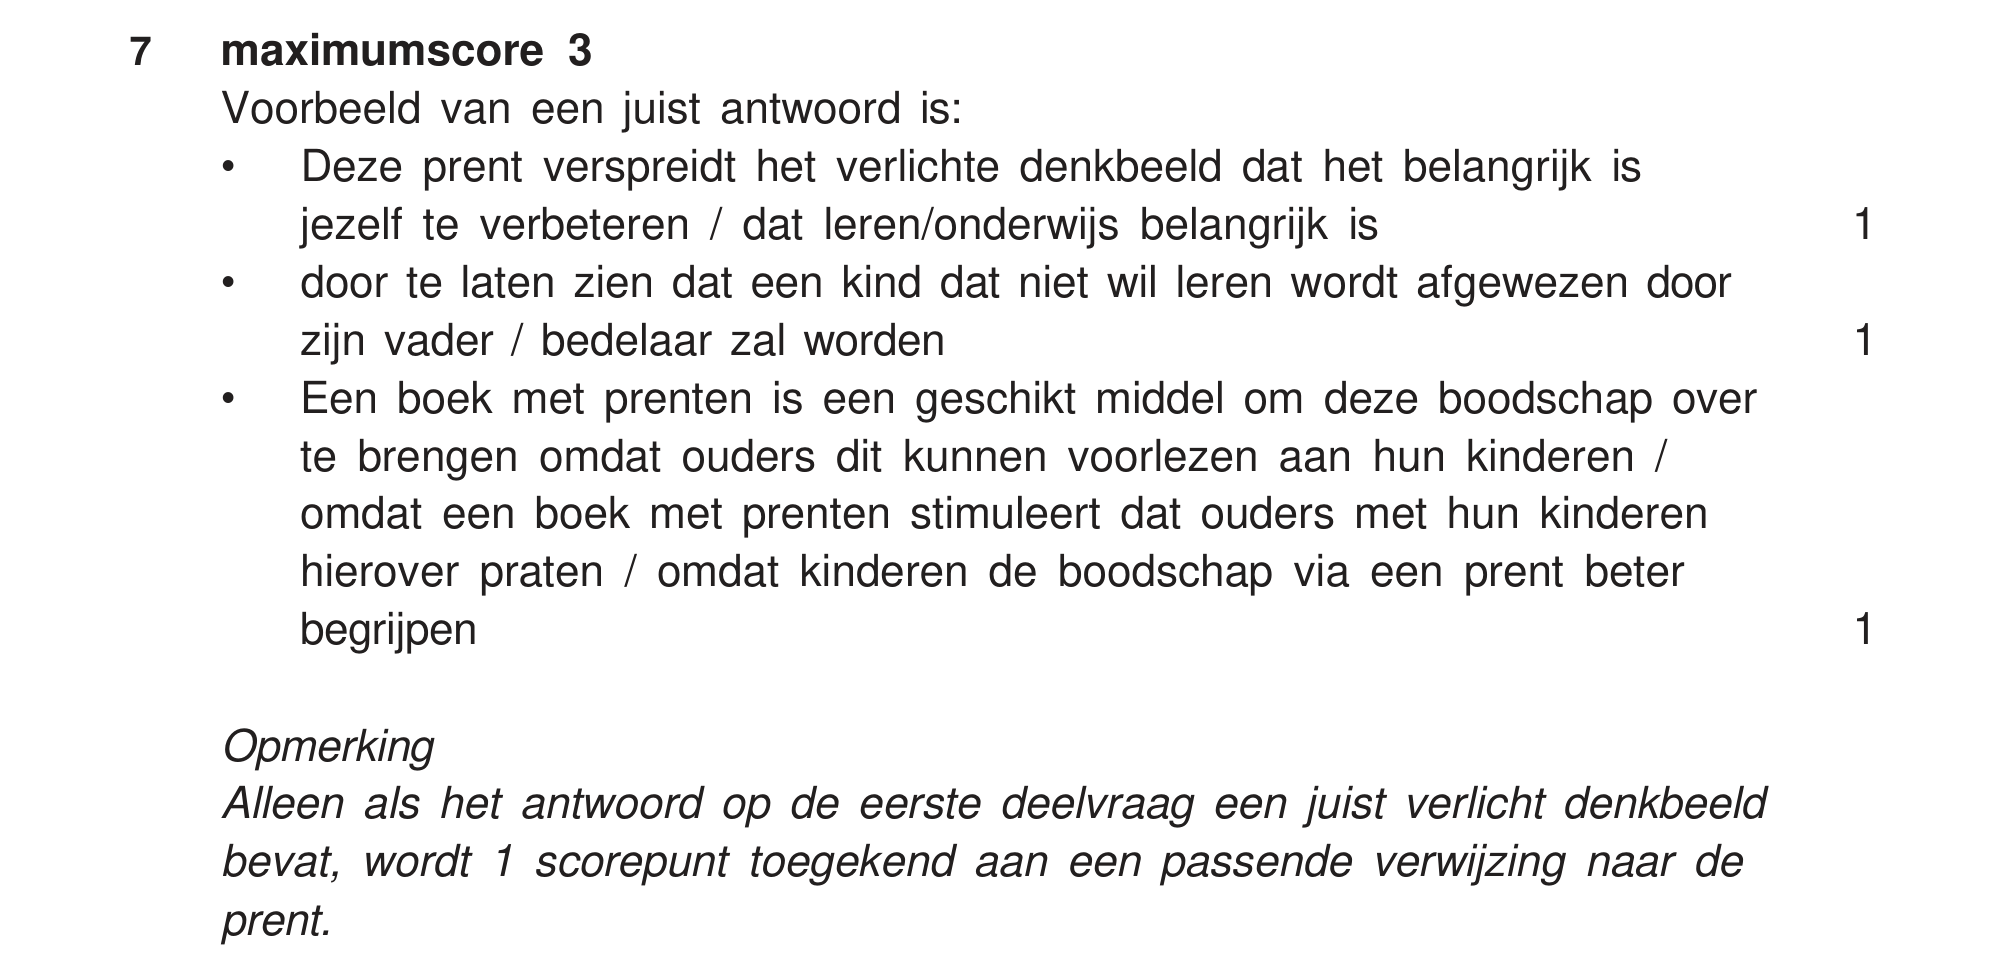 7 maximumscore 3
Voorbeeld van een juist antwoord is:
• Deze prent verspreidt het verlichte denkbeeld dat het belangrijk is
jezelf te verbeteren / dat leren/onderwijs belangrijk is 1
• door te laten zien dat een kind dat niet wil leren wordt afgewezen door
zijn vader / bedelaar zal worden 1
• Een boek met prenten is een geschikt middel om deze boodschap over
te brengen omdat ouders dit kunnen voorlezen aan hun kinderen /
omdat een boek met prenten stimuleert dat ouders met hun kinderen
hierover praten / omdat kinderen de boodschap via een prent beter
begrijpen 1
Opmerking
Alleen als het antwoord op de eerste deelvraag een juist verlicht denkbeeld
bevat, wordt 1 scorepunt toegekend aan een passende verwijzing naar de
prent.